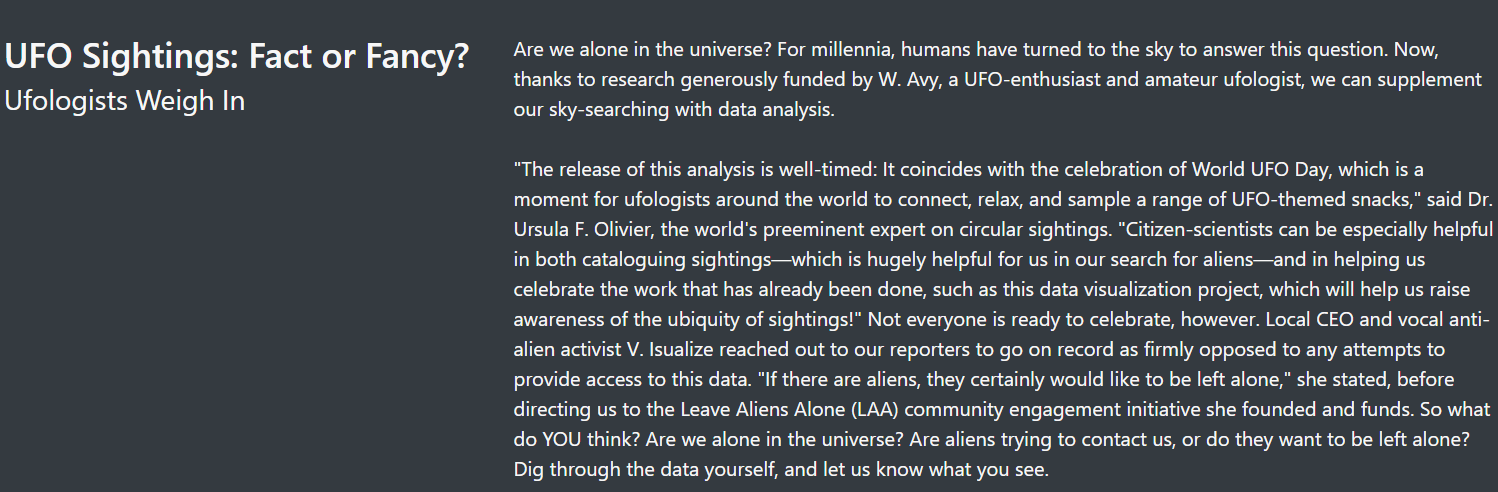 UFO Sightings: Fact or Fancy?
Ufologists Weigh In
Are we alone in the universe? For millennia, humans have turned to the sky to answer this question. Now,
thanks to research generously funded by W. Avy, a UFO-enthusiast and amateur ufologist, we can supplement
our sky-searching with data analysis.
"The release of this analysis is well-timed: It coincides with the celebration of World UFO Day, which is a
moment for ufologists around the world to connect, relax, and sample a range of UFO-themed snacks," said Dr.
Ursula F. Olivier, the world's preeminent expert on circular sightings. "Citizen-scientists can be especially helpful
in both cataloguing sightings—which is hugely helpful for us in our search for aliens—and in helping us
celebrate the work that has already been done, such as this data visualization project, which will help us raise
awareness of the ubiquity of sightings!" Not everyone is ready to celebrate, however. Local CEO and vocal anti-
alien activist V. Isualize reached out to our reporters to go on record as firmly opposed to any attempts to
provide access to this data. "If there are aliens, they certainly would like to be left alone," she stated, before
directing us to the Leave Aliens Alone (LAA) community engagement initiative she founded and funds. So what
do YOU think? Are we alone in the universe? Are aliens trying to contact us, or do they want to be left alone?
Dig through the data yourself, and let us know what you see.